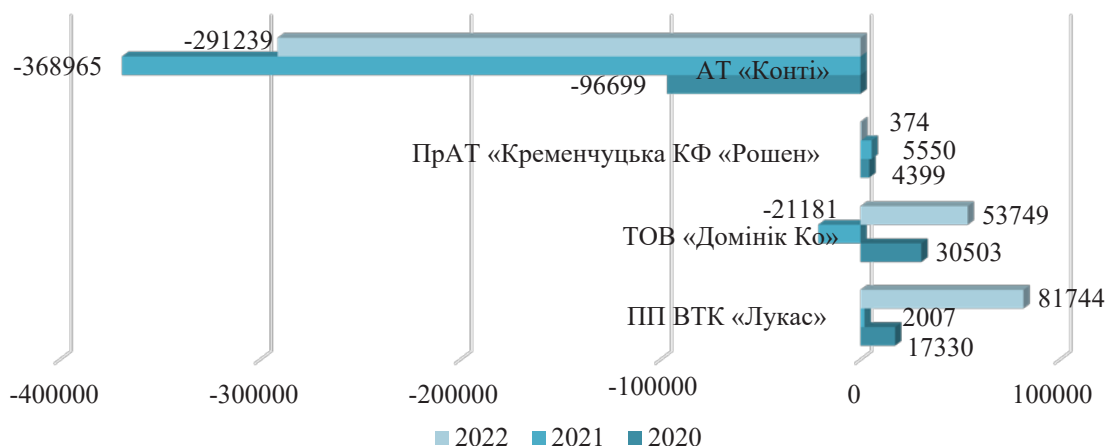 -291239
-368965
АТ «Конті»
-96699
374
ПрАТ «Кременчуцька КФ «Рошен»
5550
4399
-21181
53749
ТОВ «Домінік Ко»
30503
81744
ПП ВТК «Лукас»
2007
17330
-400000 -300000 -200000 -100000 0 100000
2022 2021 2020